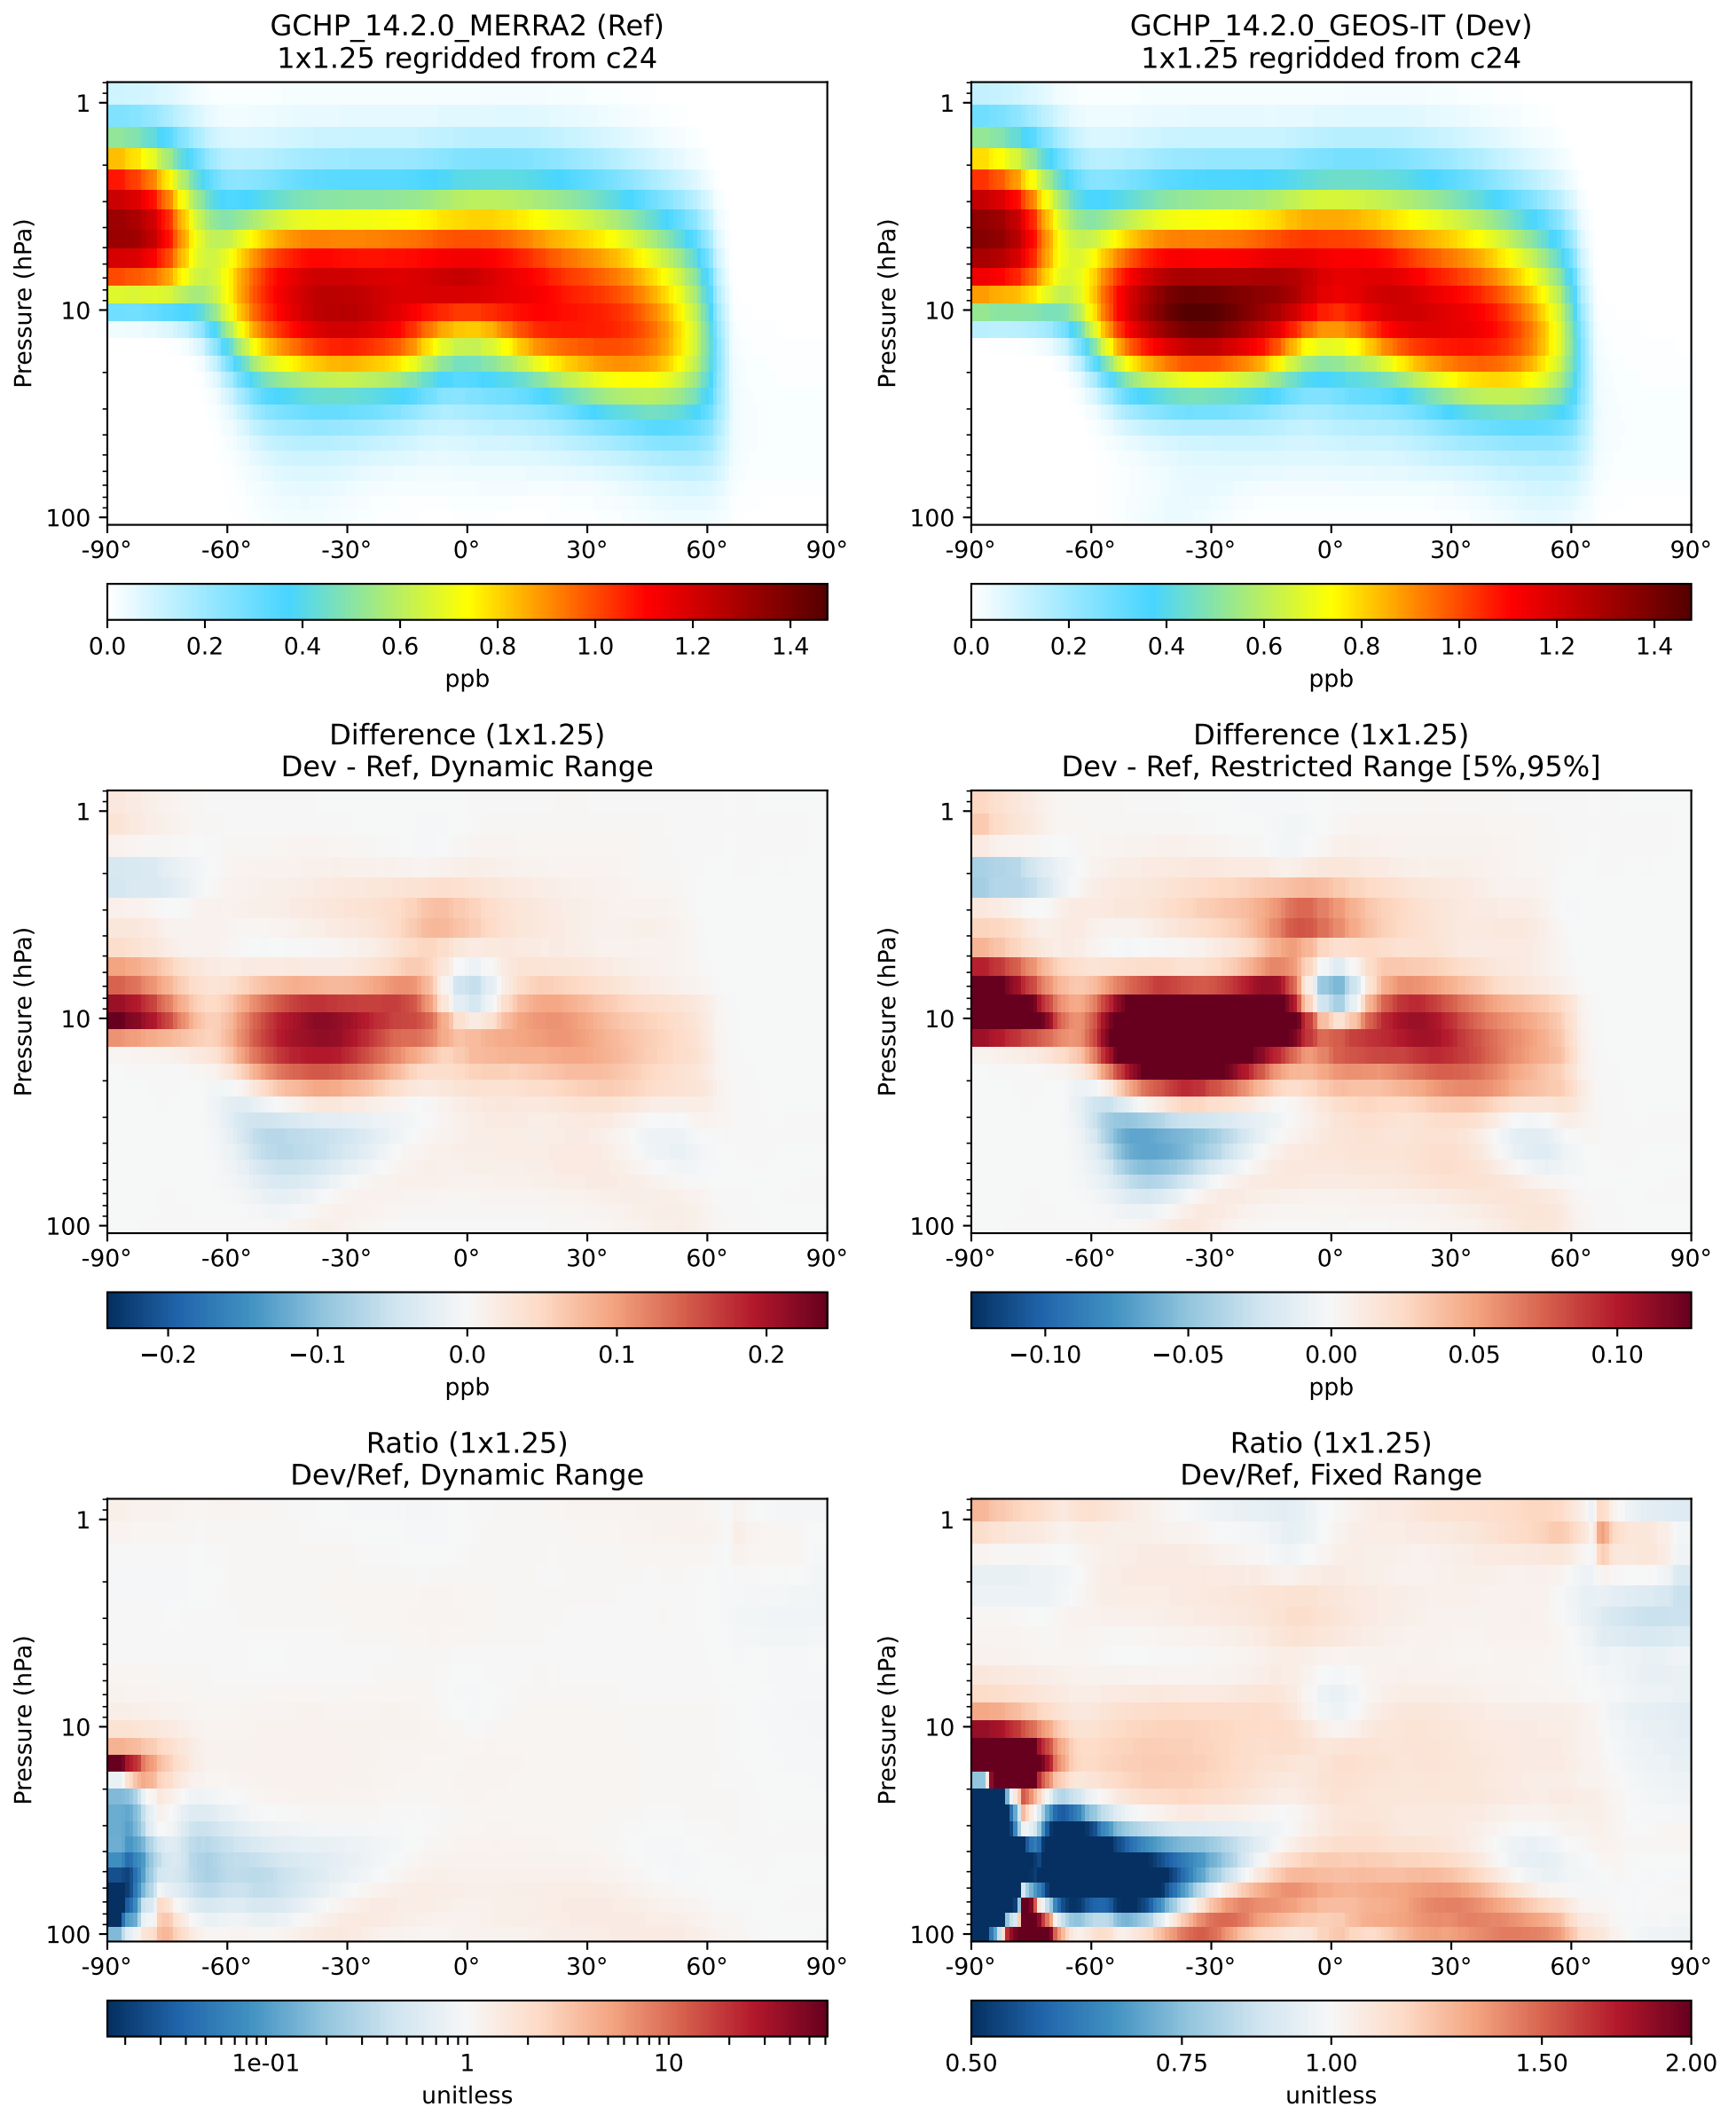 GCHP_14.2.0_MERRA2 (Ref)
1x1.25 regridded from c24
Pressure (hPa)
1
10
100
-90° -60° -30° 0° 30° 60° 90°
0.0 0.2 0.4 0.6 0.8 1.0 1.2 1.4
ppb
GCHP_14.2.0_GEOS-IT (Dev)
1x1.25 regridded from c24
Pressure (hPa)
1
10
100
-90° -60° -30° 0° 30° 60° 90°
0.0 0.2 0.4 0.6 0.8 1.0 1.2 1.4
ppb
Difference (1x1.25)
Dev - Ref, Dynamic Range
Pressure (hPa)
1
10
100
-90° -60° -30° 0° 30° 60° 90°
−0.2 −0.1 0.0 0.1 0.2
ppb
Difference (1x1.25)
Dev - Ref, Restricted Range [5%,95%]
Pressure (hPa)
1
10
100
-90° -60° -30° 0° 30° 60° 90°
−0.10 −0.05 0.00 0.05 0.10
ppb
Ratio (1x1.25)
Dev/Ref, Dynamic Range
Pressure (hPa)
1
10
100
-90° -60° -30° 0° 30° 60° 90°
1e-01 1 10
unitless
Ratio (1x1.25)
Dev/Ref, Fixed Range
Pressure (hPa)
1
10
100
-90° -60° -30° 0° 30° 60° 90°
0.50 0.75 1.00 1.50 2.00
unitless